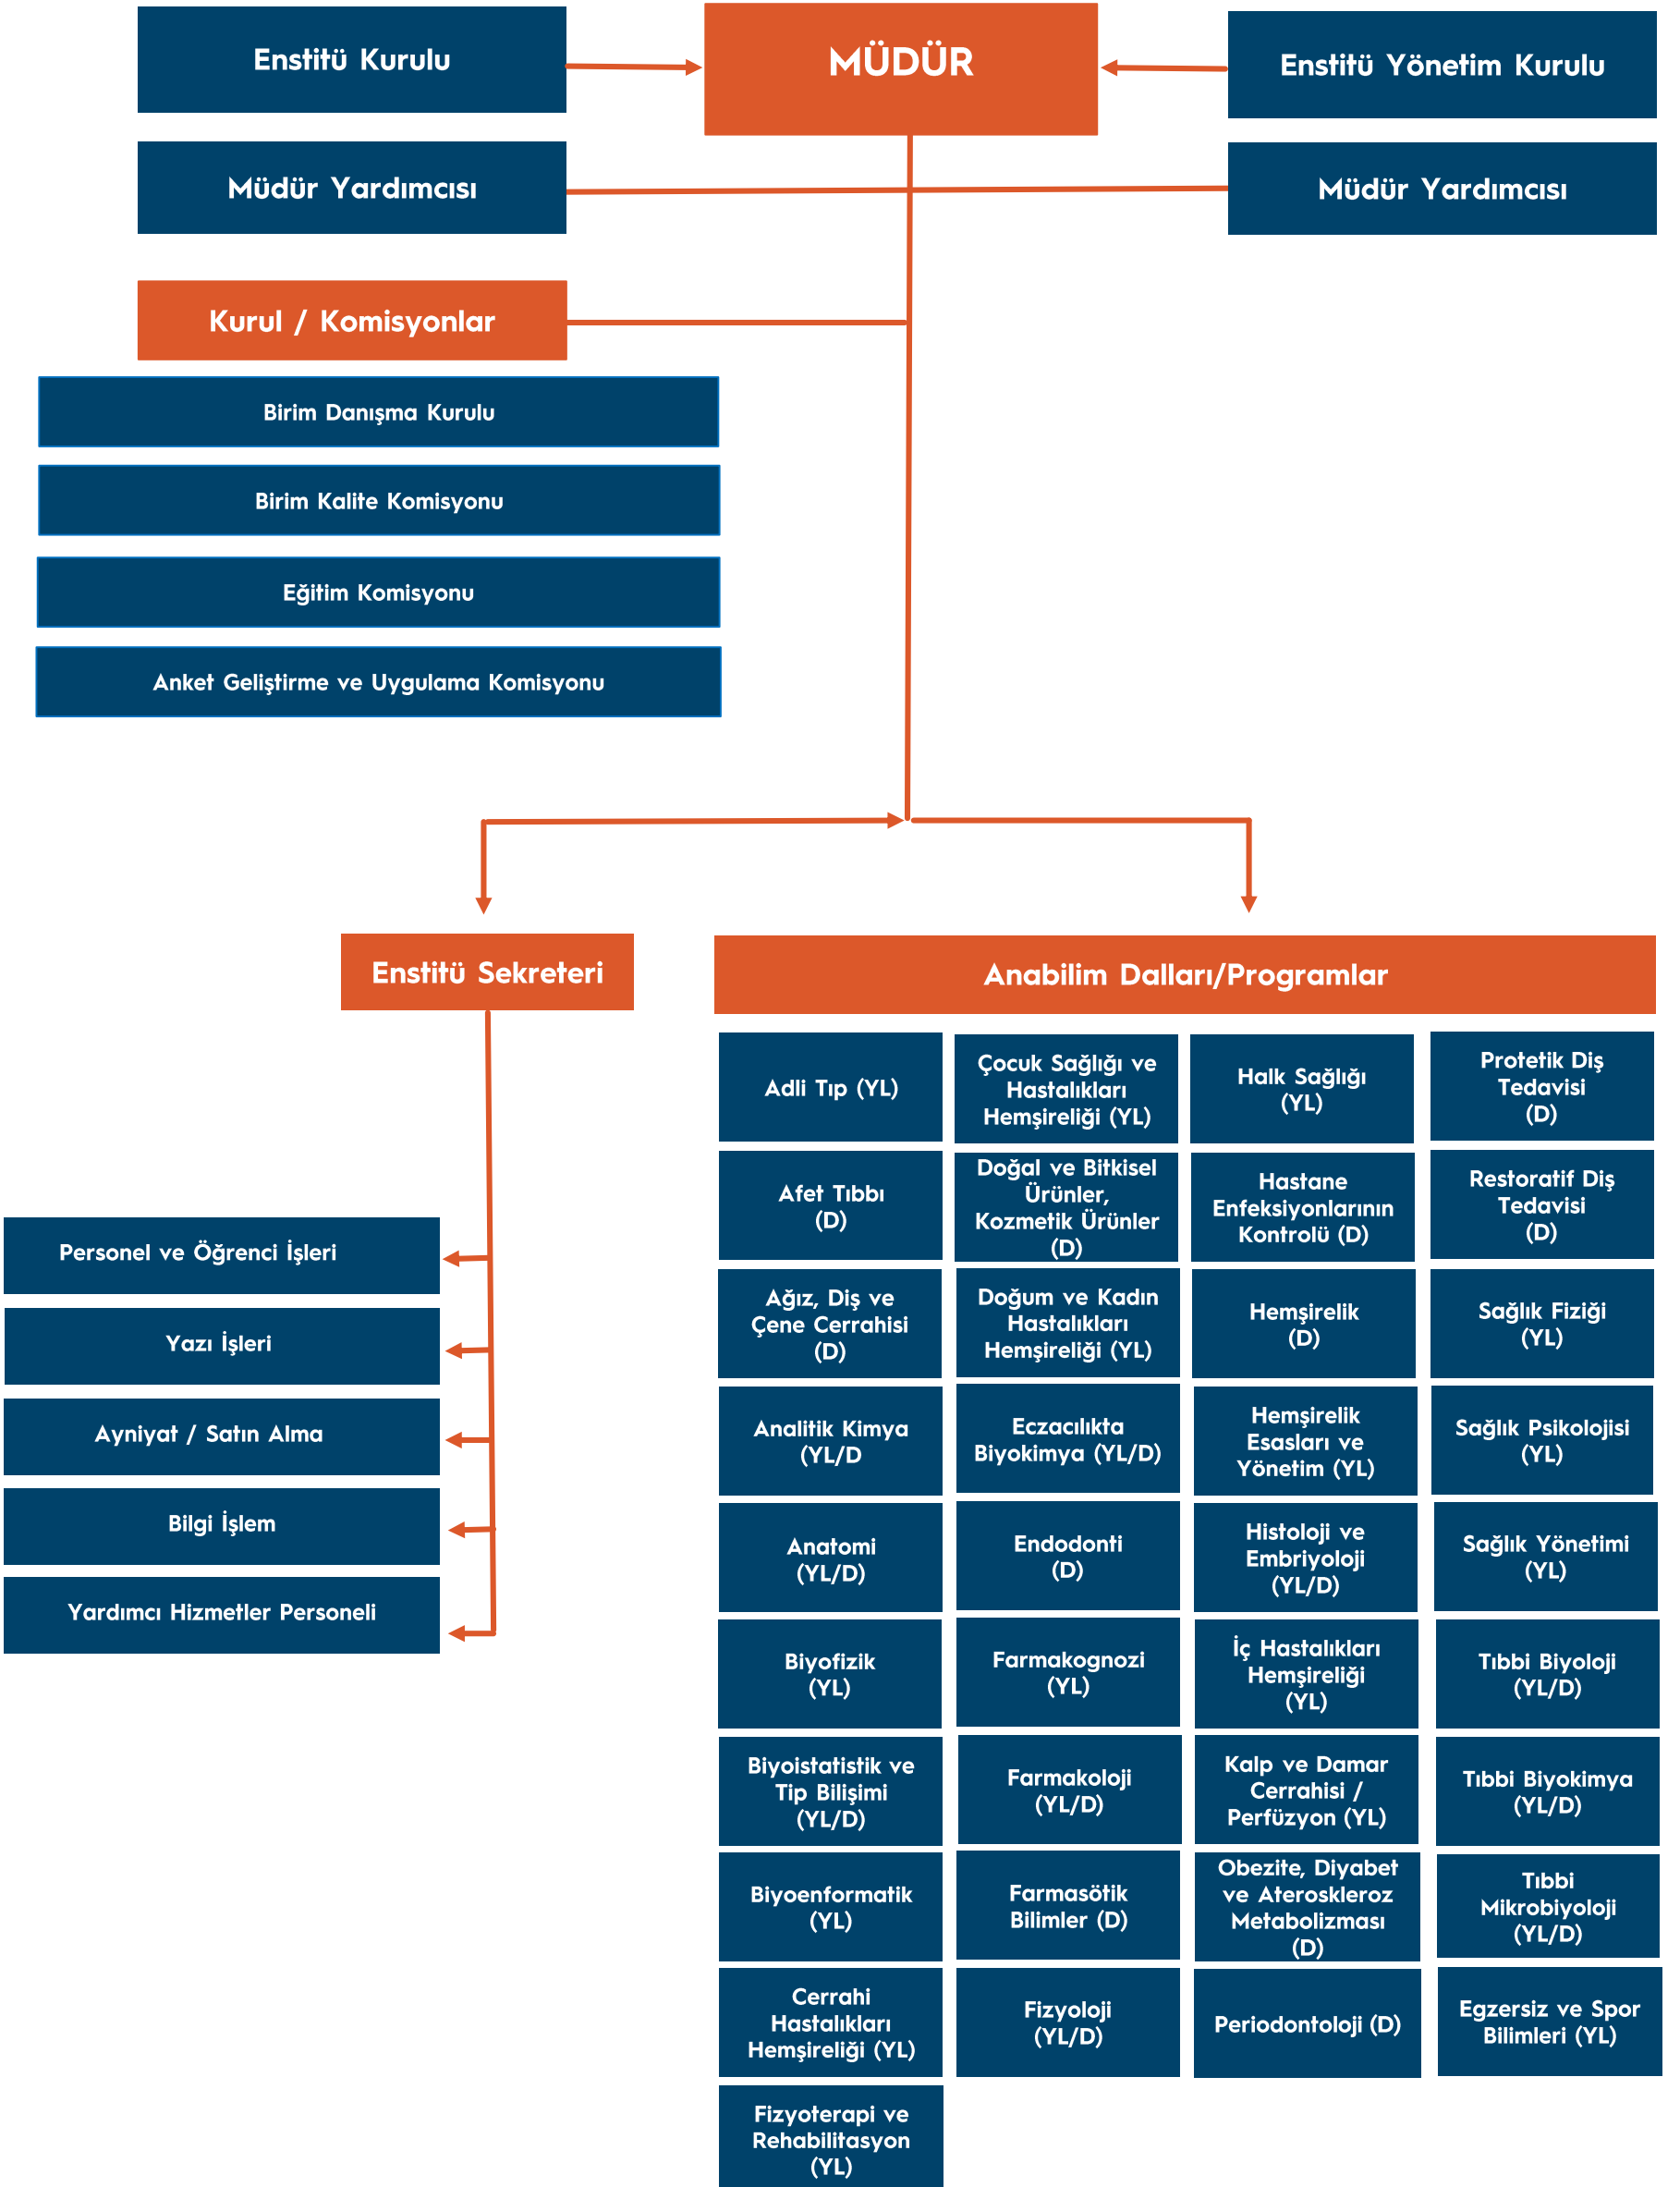 Enstitü Kurulu
MÜDÜR
Enstitü Yönetim Kurulu
Müdür Yardımcısı
Müdür Yardımcısı
Kurul / Komisyonlar
Birim Danışma Kurulu
Birim Kalite Komisyonu
Eğitim Komisyonu
Anket Geliştirme ve Uygulama Komisyonu
Enstitü Sekreteri
Personel ve Öğrenci İşleri
Yazı İşleri
Ayniyat / Satın Alma
Bilgi İşlem
Yardımcı Hizmetler Personeli
Anabilim Dalları/Programlar
Adli Tıp (YL)
Çocuk Sağlığı ve
Hastalıkları
Hemşireliği (YL)
Halk Sağlığı
(YL)
Protetik Diş
Tedavisi
(D)
Afet Tıbbı
(D)
Doğal ve Bitkisel
Ürünler,
Kozmetik Ürünler
(D)
Hastane
Enfeksiyonlarının
Kontrolü (D)
Restoratif Diş
Tedavisi
(D)
Ağız, Diş ve
Çene Cerrahisi
(D)
Doğum ve Kadın
Hastalıkları
Hemşireliği (YL)
Hemşirelik
(D)
Sağlık Fiziği
(YL)
Analitik Kimya
(YL/D
Eczacılıkta
Biyokimya (YL/D)
Hemşirelik
Esasları ve
Yönetim (YL)
Sağlık Psikolojisi
(YL)
Anatomi
(YL/D)
Endodonti
(D)
Histoloji ve
Embriyoloji
(YL/D)
Sağlık Yönetimi
(YL)
Biyofizik
(YL)
Farmakognozi
(YL)
İç Hastalıkları
Hemşireliği
(YL)
Tıbbi Biyoloji
(YL/D)
Biyoistatistik ve
Tip Bilişimi
(YL/D)
Farmakoloji
(YL/D)
Kalp ve Damar
Cerrahisi /
Perfüzyon (YL)
Tıbbi Biyokimya
(YL/D)
Biyoenformatik
(YL)
Farmasötik
Bilimler (D)
Obezite, Diyabet
ve Ateroskleroz
Metabolizması
(D)
Tıbbi
Mikrobiyoloji
(YL/D)
Cerrahi
Hastalıkları
Hemşireliği (YL)
Fizyoloji
(YL/D)
Periodontoloji (D)
Egzersiz ve Spor
Bilimleri (YL)
Fizyoterapi ve
Rehabilitasyon
(YL)